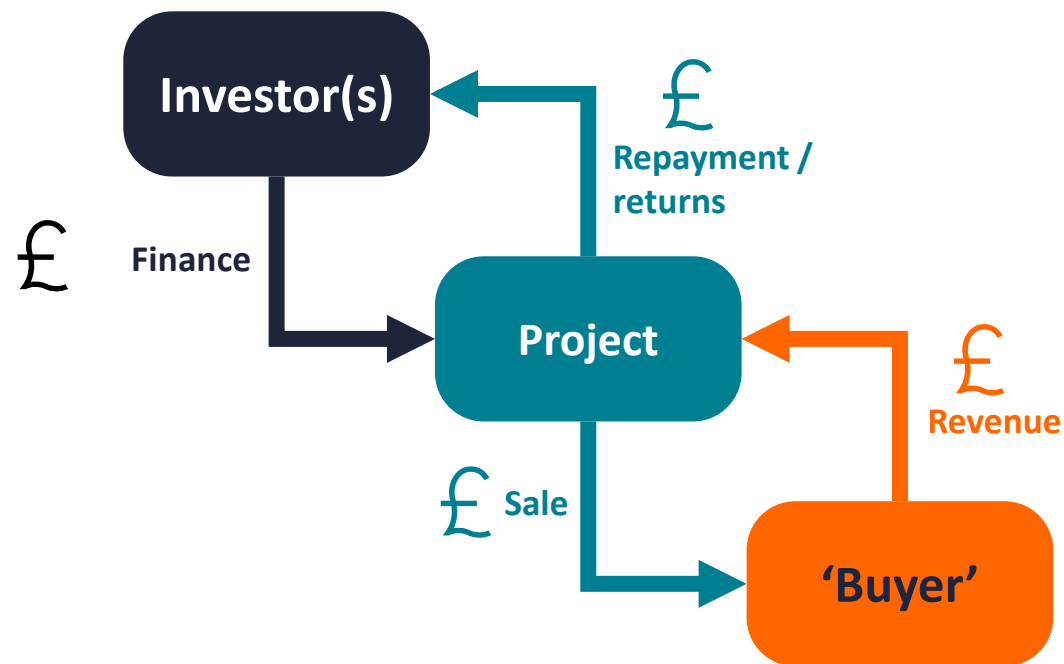 Investor(s)
£
Repayment /
returns
£
Finance
Project
£
Revenue
£
Sale
‘Buyer’